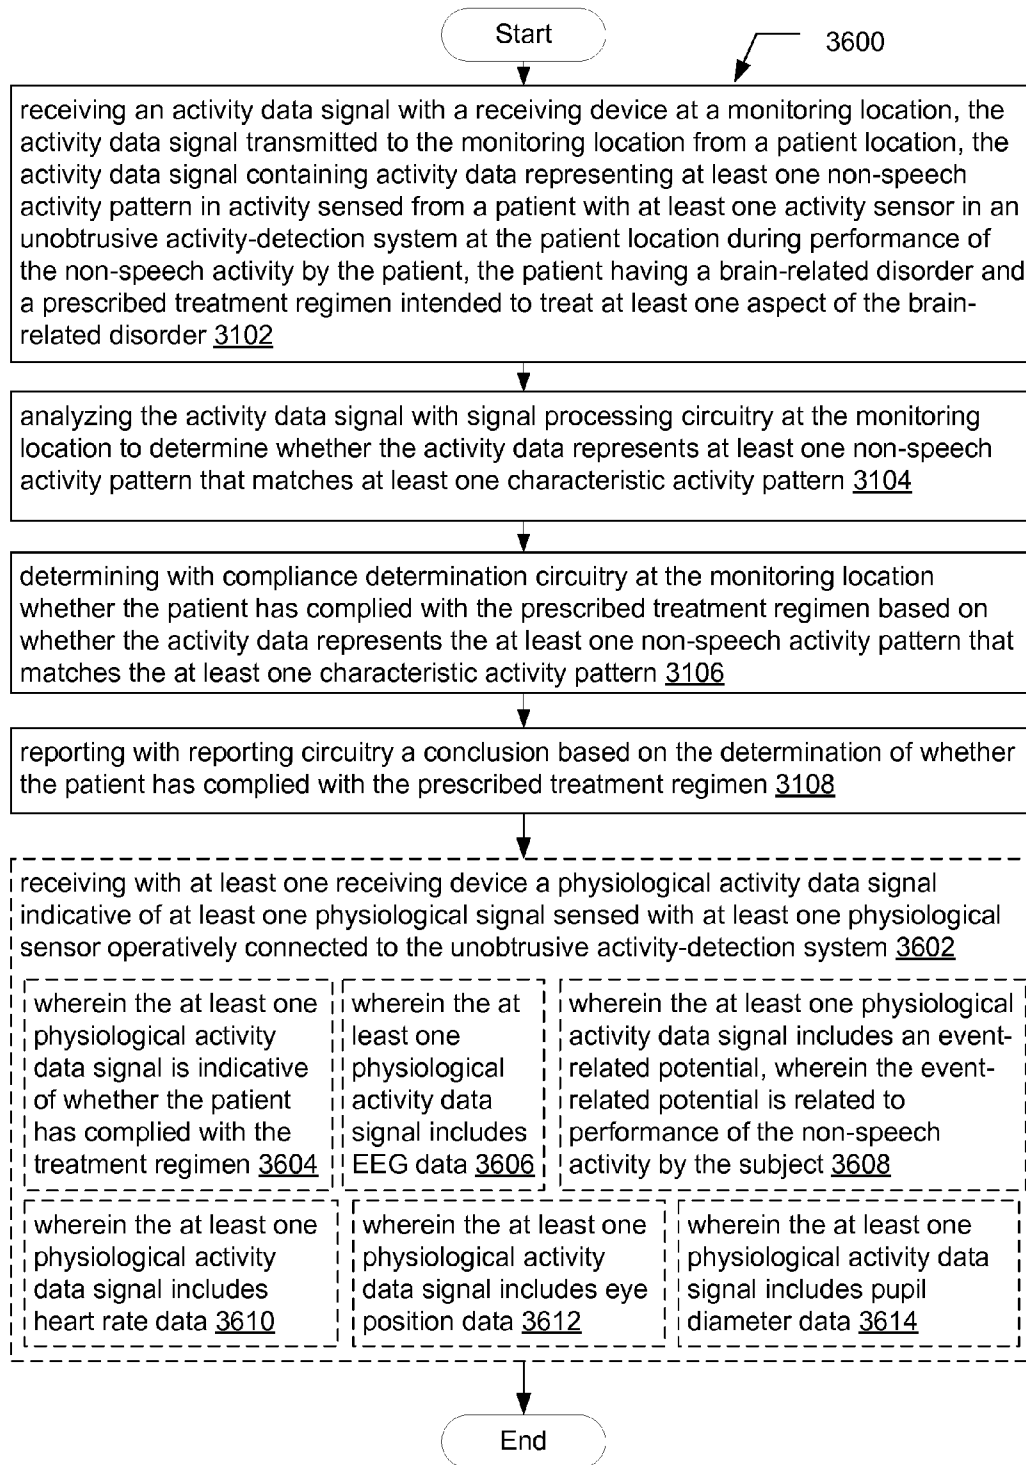 Start
3600
receiving an activity data signal with a receiving device at a monitoring location, the
activity data signal transmitted to the monitoring location from a patient location, the
activity data signal containing activity data representing at least one non-speech
activity pattern in activity sensed from a patient with at least one activity sensor in an
unobtrusive activity-detection system at the patient location during performance of
the non-speech activity by the patient, the patient having a brain-related disorder and
a prescribed treatment regimen intended to treat at least one aspect of the brain-
related disorder 3102
analyzing the activity data signal with signal processing circuitry at the monitoring
location to determine whether the activity data represents at least one non-speech
activity pattern that matches at least one characteristic activity pattern 3104
determining with compliance determination circuitry at the monitoring location
whether the patient has complied with the prescribed treatment regimen based on
whether the activity data represents the at least one non-speech activity pattern that
matches the at least one characteristic activity pattern 3106
reporting with reporting circuitry a conclusion based on the determination of whether
the patient has complied with the prescribed treatment regimen 3108
receiving with at least one receiving device a physiological activity data signal
indicative of at least one physiological signal sensed with at least one physiological
sensor operatively connected to the unobtrusive activity-detection system 3602
wherein the at least one
physiological activity
data signal is indicative
of whether the patient
has complied with the
treatment regimen 3604
wherein the at
least one
physiological
activity data
signal includes
EEG data 3606
wherein the at least one physiological
activity data signal includes an event-
related potential, wherein the event-
related potential is related to
performance of the non-speech
activity by the subject 3608
wherein the at least one
physiological activity
data signal includes
heart rate data 3610
wherein the at least one
physiological activity
data signal includes eye
position data 3612
wherein the at least one
physiological activity data
signal includes pupil
diameter data 3614
End